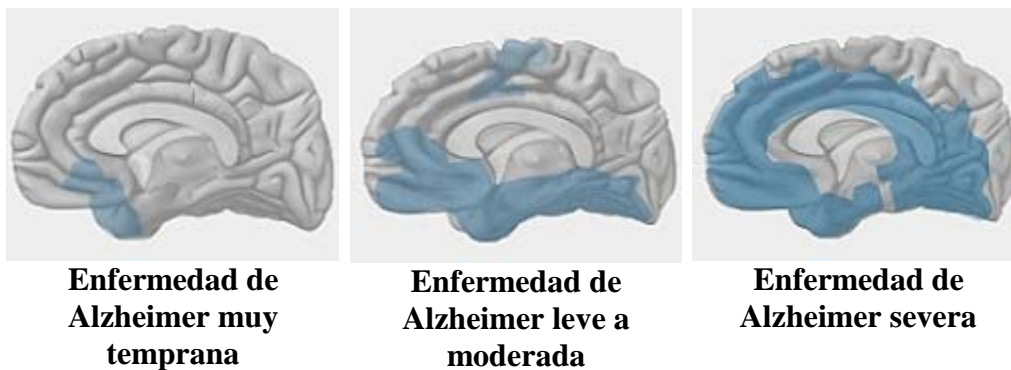 Enfermedad de
Alzheimer muy
temprana
Enfermedad de
Alzheimer leve a
moderada
Enfermedad de
Alzheimer severa